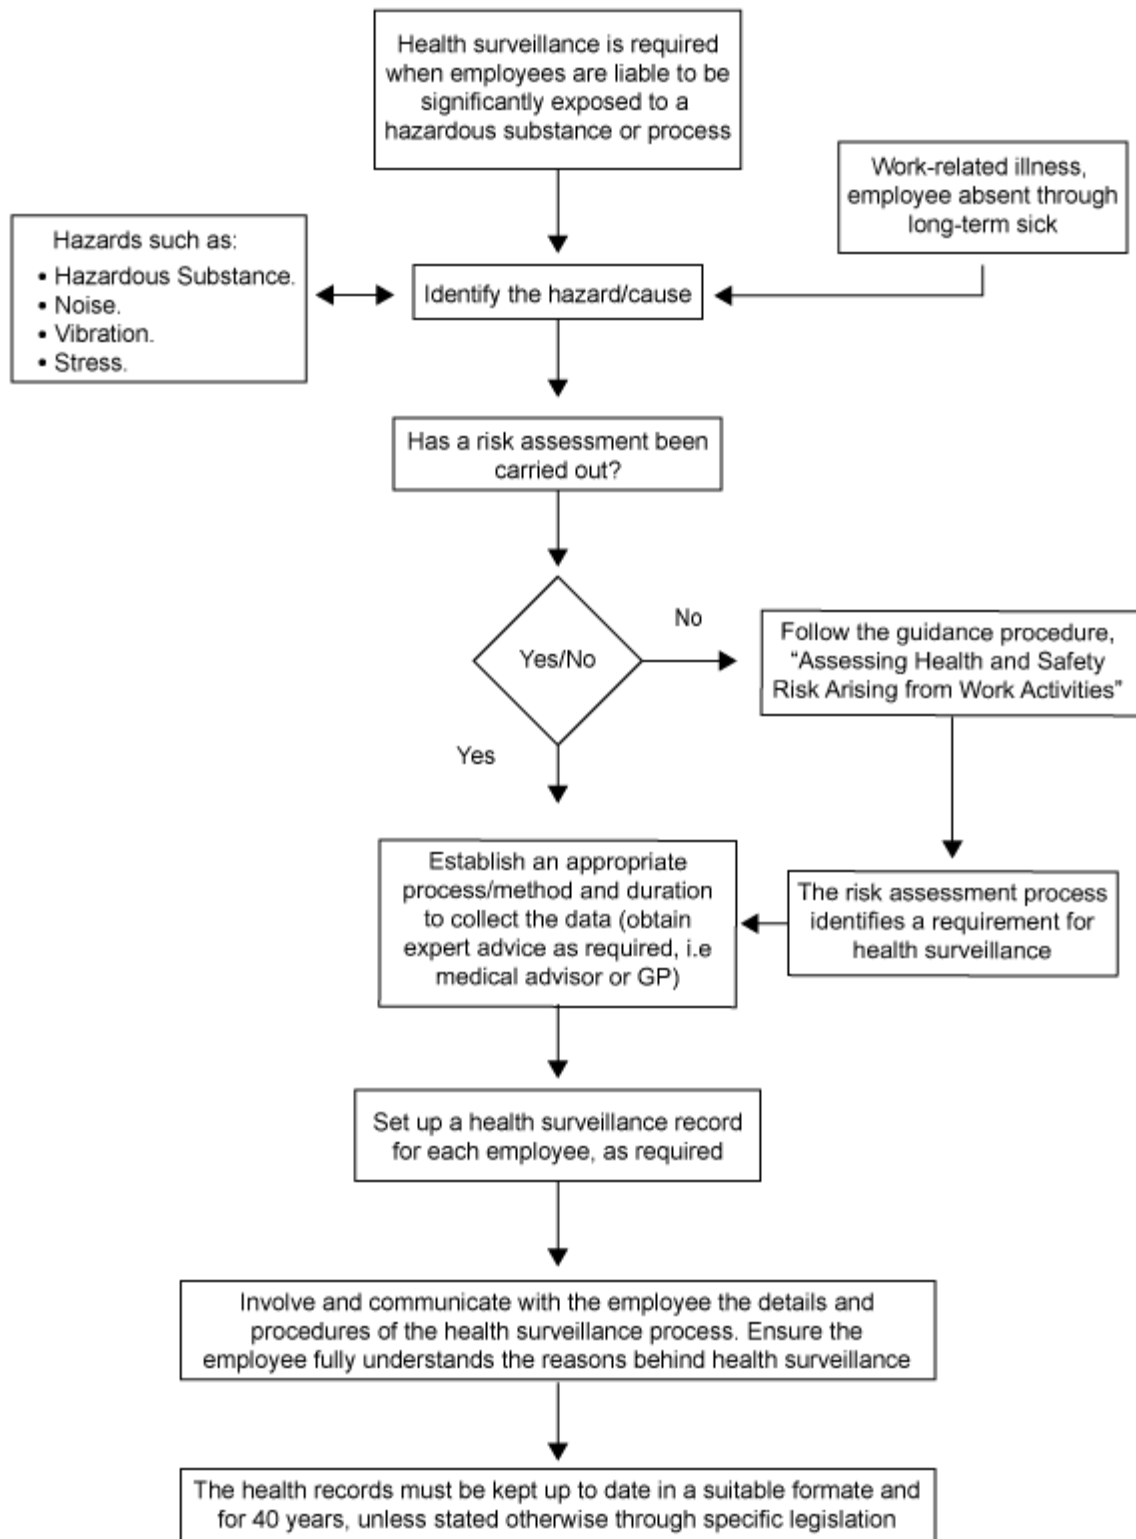 Health surveillance is required
when employees are liable to be
significantly exposed to a
hazardous substance or process
Work-related illness,
employee absent through
long-term sick
Hazards such as:
• Hazardous Substance.
• Noise.
• Vibration.
• Stress.
Identify the hazard/cause
Has a risk assessment been
carried out?
Yes/No
No
Follow the guidance procedure,
“Assessing Health and Safety
Risk Arising from Work Activities”
Yes
Establish an appropriate
process/method and duration
to collect the data (obtain
expert advice as required, i.e
medical advisor or GP)
The risk assessment process
identifies a requirement for
health surveillance
Set up a health surveillance record
for each employee, as required
Involve and communicate with the employee the details and
procedures of the health surveillance process. Ensure the
employee fully understands the reasons behind health surveillance
The health records must be kept up to date in a suitable formate and
for 40 years, unless stated otherwise through specific legislation